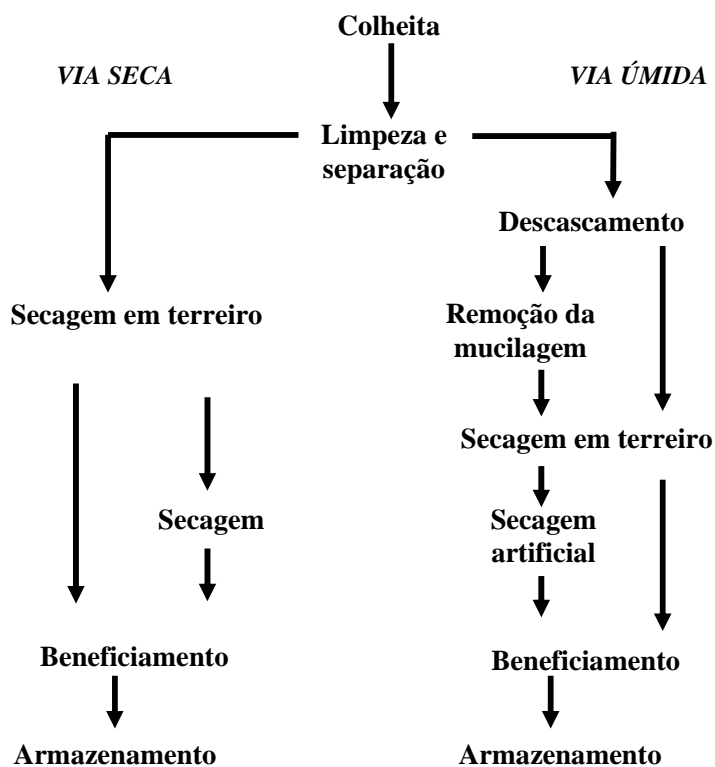 Colheita
VIA SECA
VIA ÚMIDA
Limpeza e
separação
Descascamento
Secagem em terreiro
Remoção da
mucilagem
Secagem em terreiro
Secagem
Secagem
artificial
Beneficiamento
Beneficiamento
Armazenamento
Armazenamento